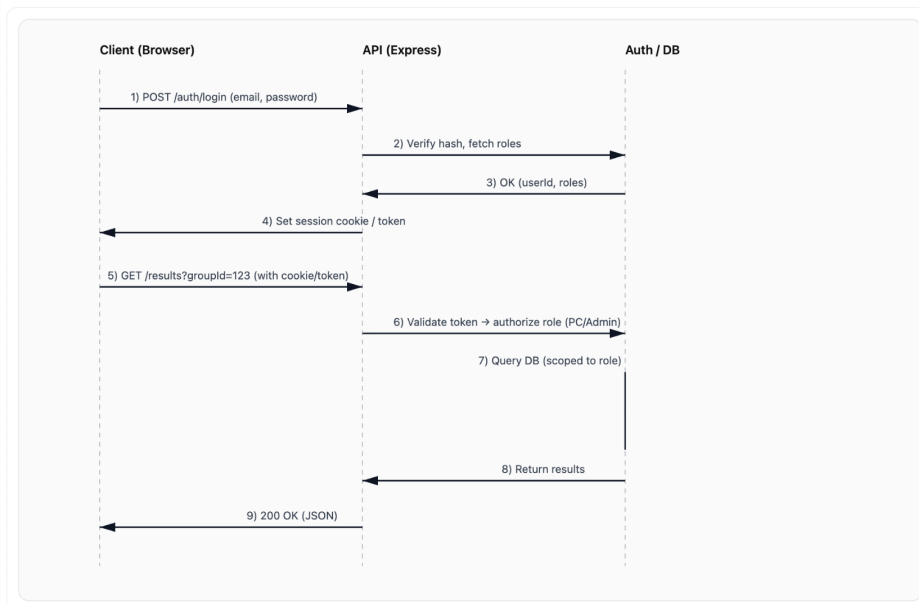 Client (Browser)
API (Express)
Auth / DB
1) POST /auth/login (email, password)
2) Verify hash, fetch roles
3) OK (userId, roles)
4) Set session cookie / token
5) GET /results?groupId=123 (with cookie/token)
6) Validate token → authorize role (PC/Admin)
7) Query DB (scoped to role)
8) Return results
9) 200 OK (JSON)